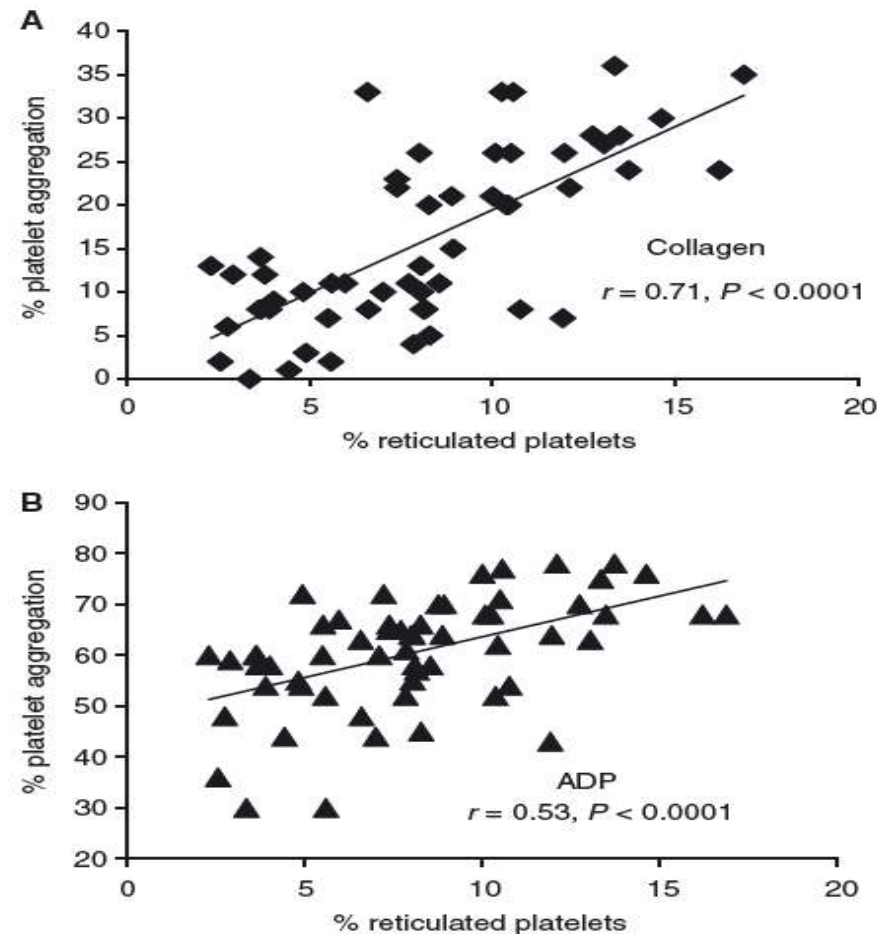 A
40
35
30
25
20
15
10
5
0
% platelet aggregation
Collagen
r = 0.71, P < 0.0001
0 5 10 15 20
% reticulated platelets
B
90
80
70
60
50
40
30
20
% platelet aggregation
ADP
r = 0.53, P < 0.0001
0 5 10 15 20
% reticulated platelets